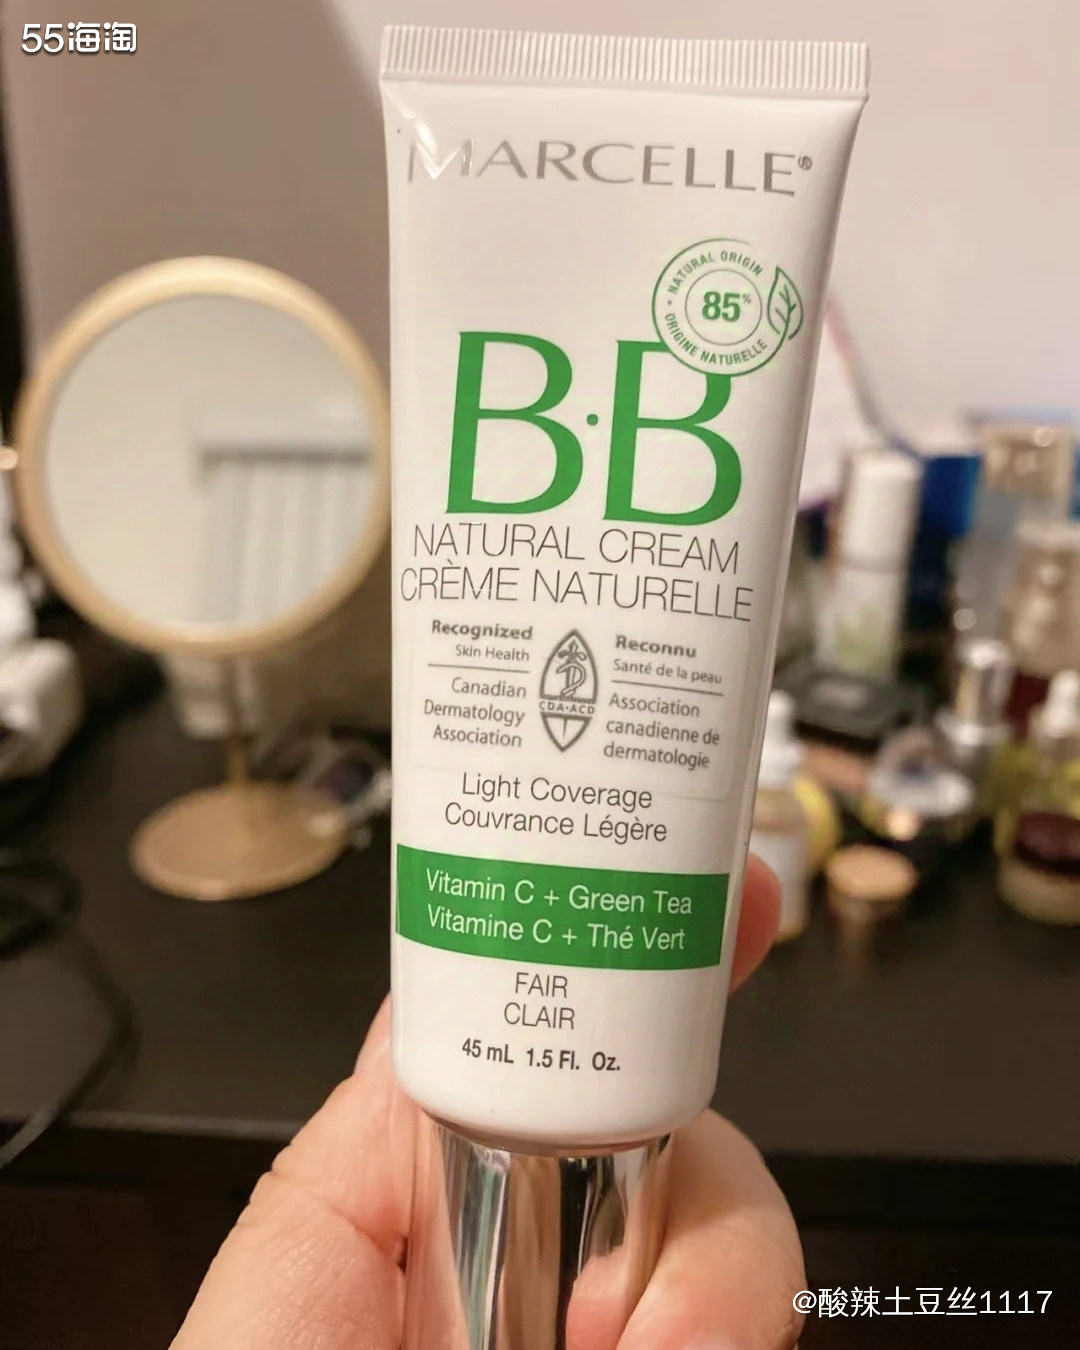 55海淘
MARCELLE®
NATURAL ORIGIN
85%
ORIGINE NATURELLE
B·B
NATURAL CREAM
CRÈME NATURELLE
Recognized
Skin Health
Canadian
Dermatology
Association
CDA·ACD
Reconnu
Santé de la peau
Association
canadienne de
dermatologie
Light Coverage
Couvrance Légère
Vitamin C + Green Tea
Vitamine C + Thé Vert
FAIR
CLAIR
45 mL 1.5 Fl. Oz.
@酸辣土豆丝1117